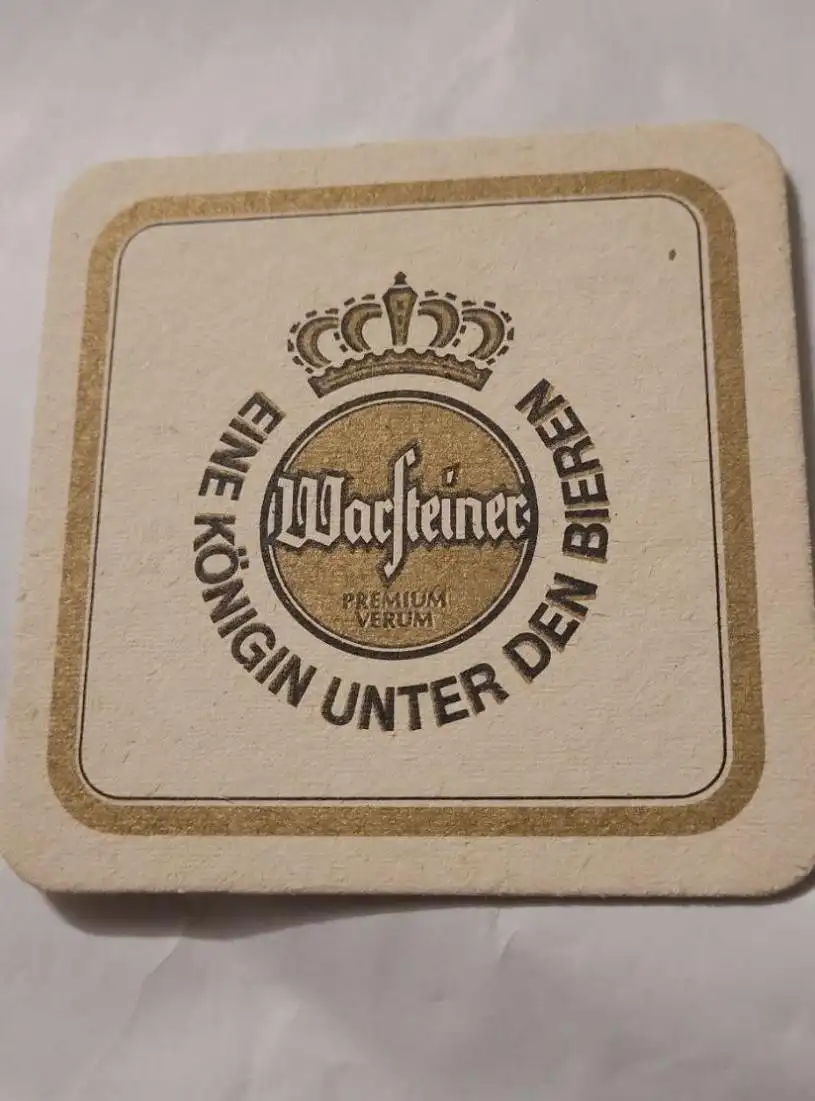 Warsteiner
PREMIUM
VERUM
EINE KÖNIGIN UNTER DEN BIEREN